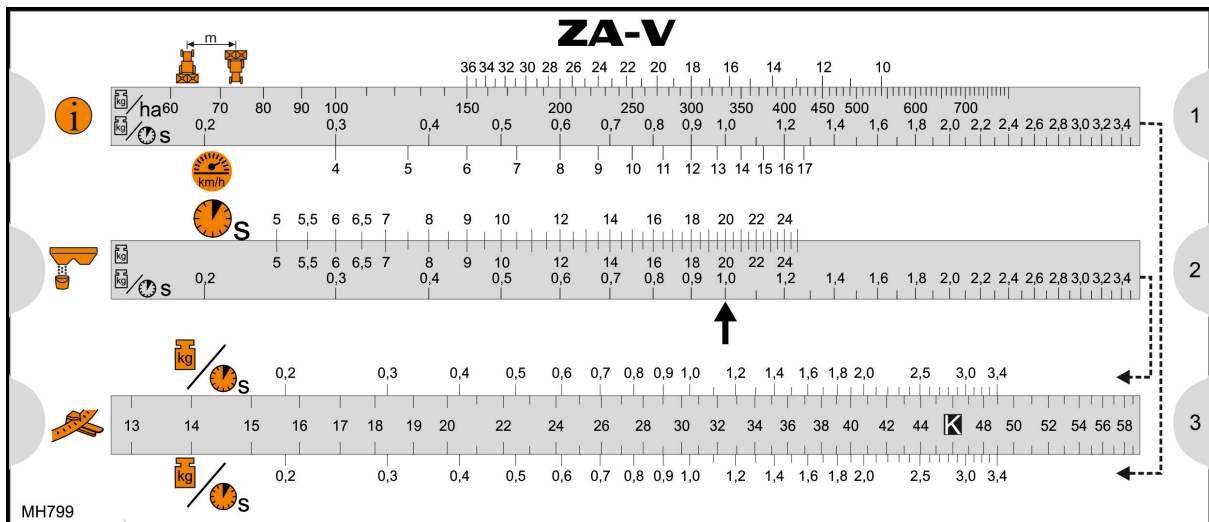 ZA-V
m
36 34 32 30 28 26 24 22 20 18 16 14 12 10
kg/ha 60 70 80 90 100 150 200 250 300 350 400 450 500 600 700
1
kg/ s 0,2 0,3 0,4 0,5 0,6 0,7 0,8 0,9 1,0 1,2 1,4 1,6 1,8 2,0 2,2 2,4 2,6 2,8 3,0 3,2 3,4
km/h 4 5 6 7 8 9 10 11 12 13 14 15 16 17
s 5 5,5 6 6,5 7 8 9 10 12 14 16 18 20 22 24
kg 5 5,5 6 6,5 7 8 9 10 12 14 16 18 20 22 24
2
kg/ s 0,2 0,3 0,4 0,5 0,6 0,7 0,8 0,9 1,0 1,2 1,4 1,6 1,8 2,0 2,2 2,4 2,6 2,8 3,0 3,2 3,4
kg/ s 0,2 0,3 0,4 0,5 0,6 0,7 0,8 0,9 1,0 1,2 1,4 1,6 1,8 2,0 2,5 3,0 3,4
13 14 15 16 17 18 19 20 22 24 26 28 30 32 34 36 38 40 42 44 K 48 50 52 54 56 58
3
kg/ s 0,2 0,3 0,4 0,5 0,6 0,7 0,8 0,9 1,0 1,2 1,4 1,6 1,8 2,0 2,5 3,0 3,4
MH799